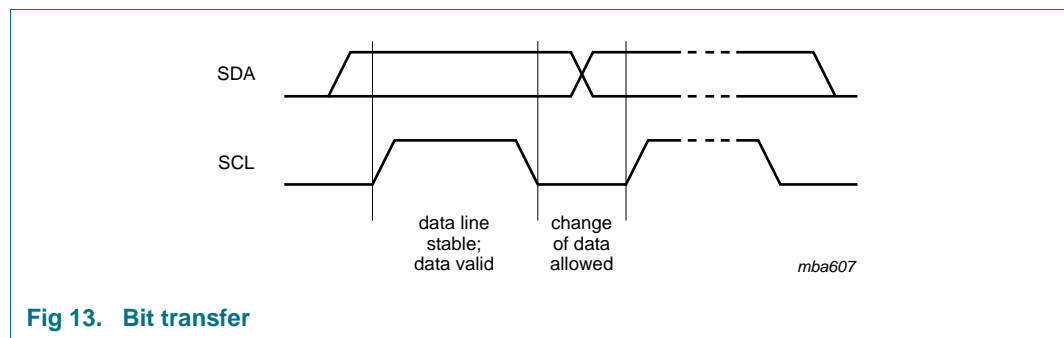 SDA
SCL
data line
stable;
data valid
change
of data
allowed
mba607
Fig 13. Bit transfer